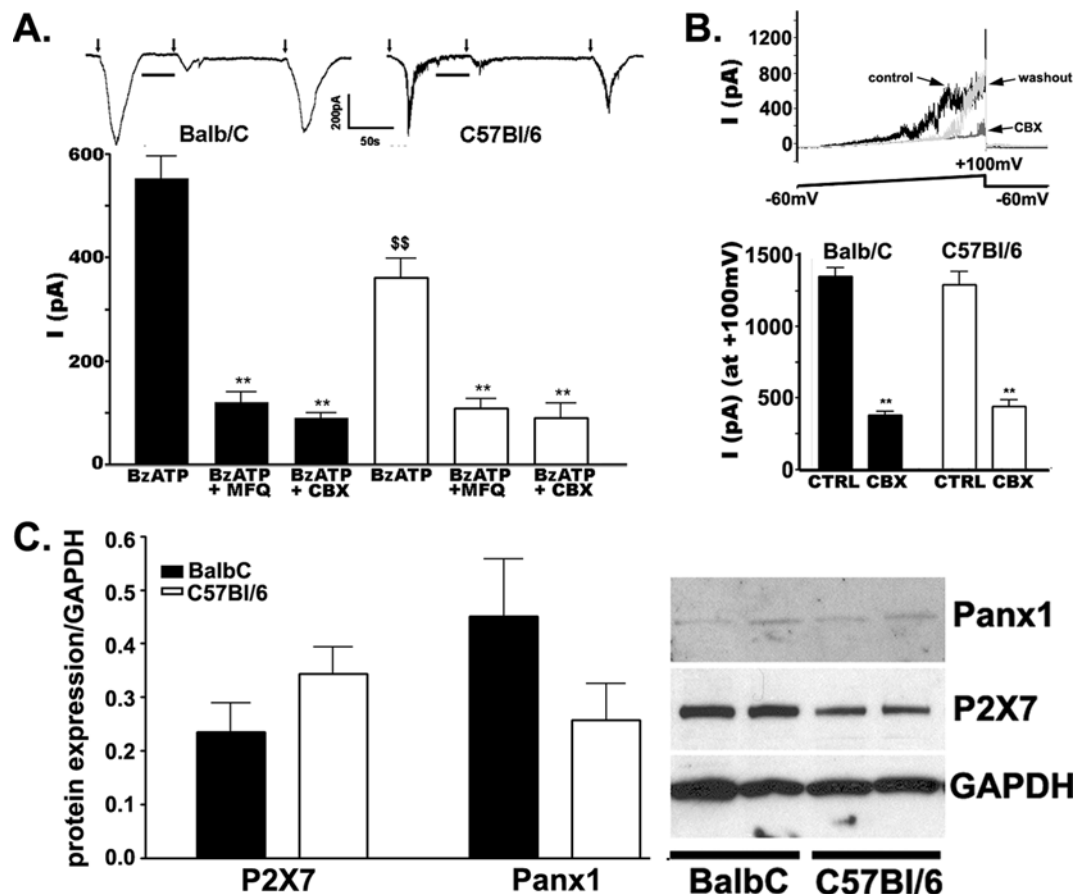 A.
Balb/C
200pA
50s
C57Bl/6
I (pA)
600
400
200
0
$$
**
**
**
**
BzATP
BzATP
+ MFQ
BzATP
+ CBX
BzATP
BzATP
+MFQ
BzATP
+ CBX
B.
I (pA)
1200
800
400
0
control
washout
CBX
+100mV
-60mV
-60mV
I (pA) (at +100mV)
1500
1000
500
0
Balb/C
C57Bl/6
**
**
CTRL
CBX
CTRL
CBX
C.
protein expression/GAPDH
0.6
0.5
0.4
0.3
0.2
0.1
0.0
BalbC
C57Bl/6
P2X7
Panx1
Panx1
P2X7
GAPDH
BalbC
C57Bl/6